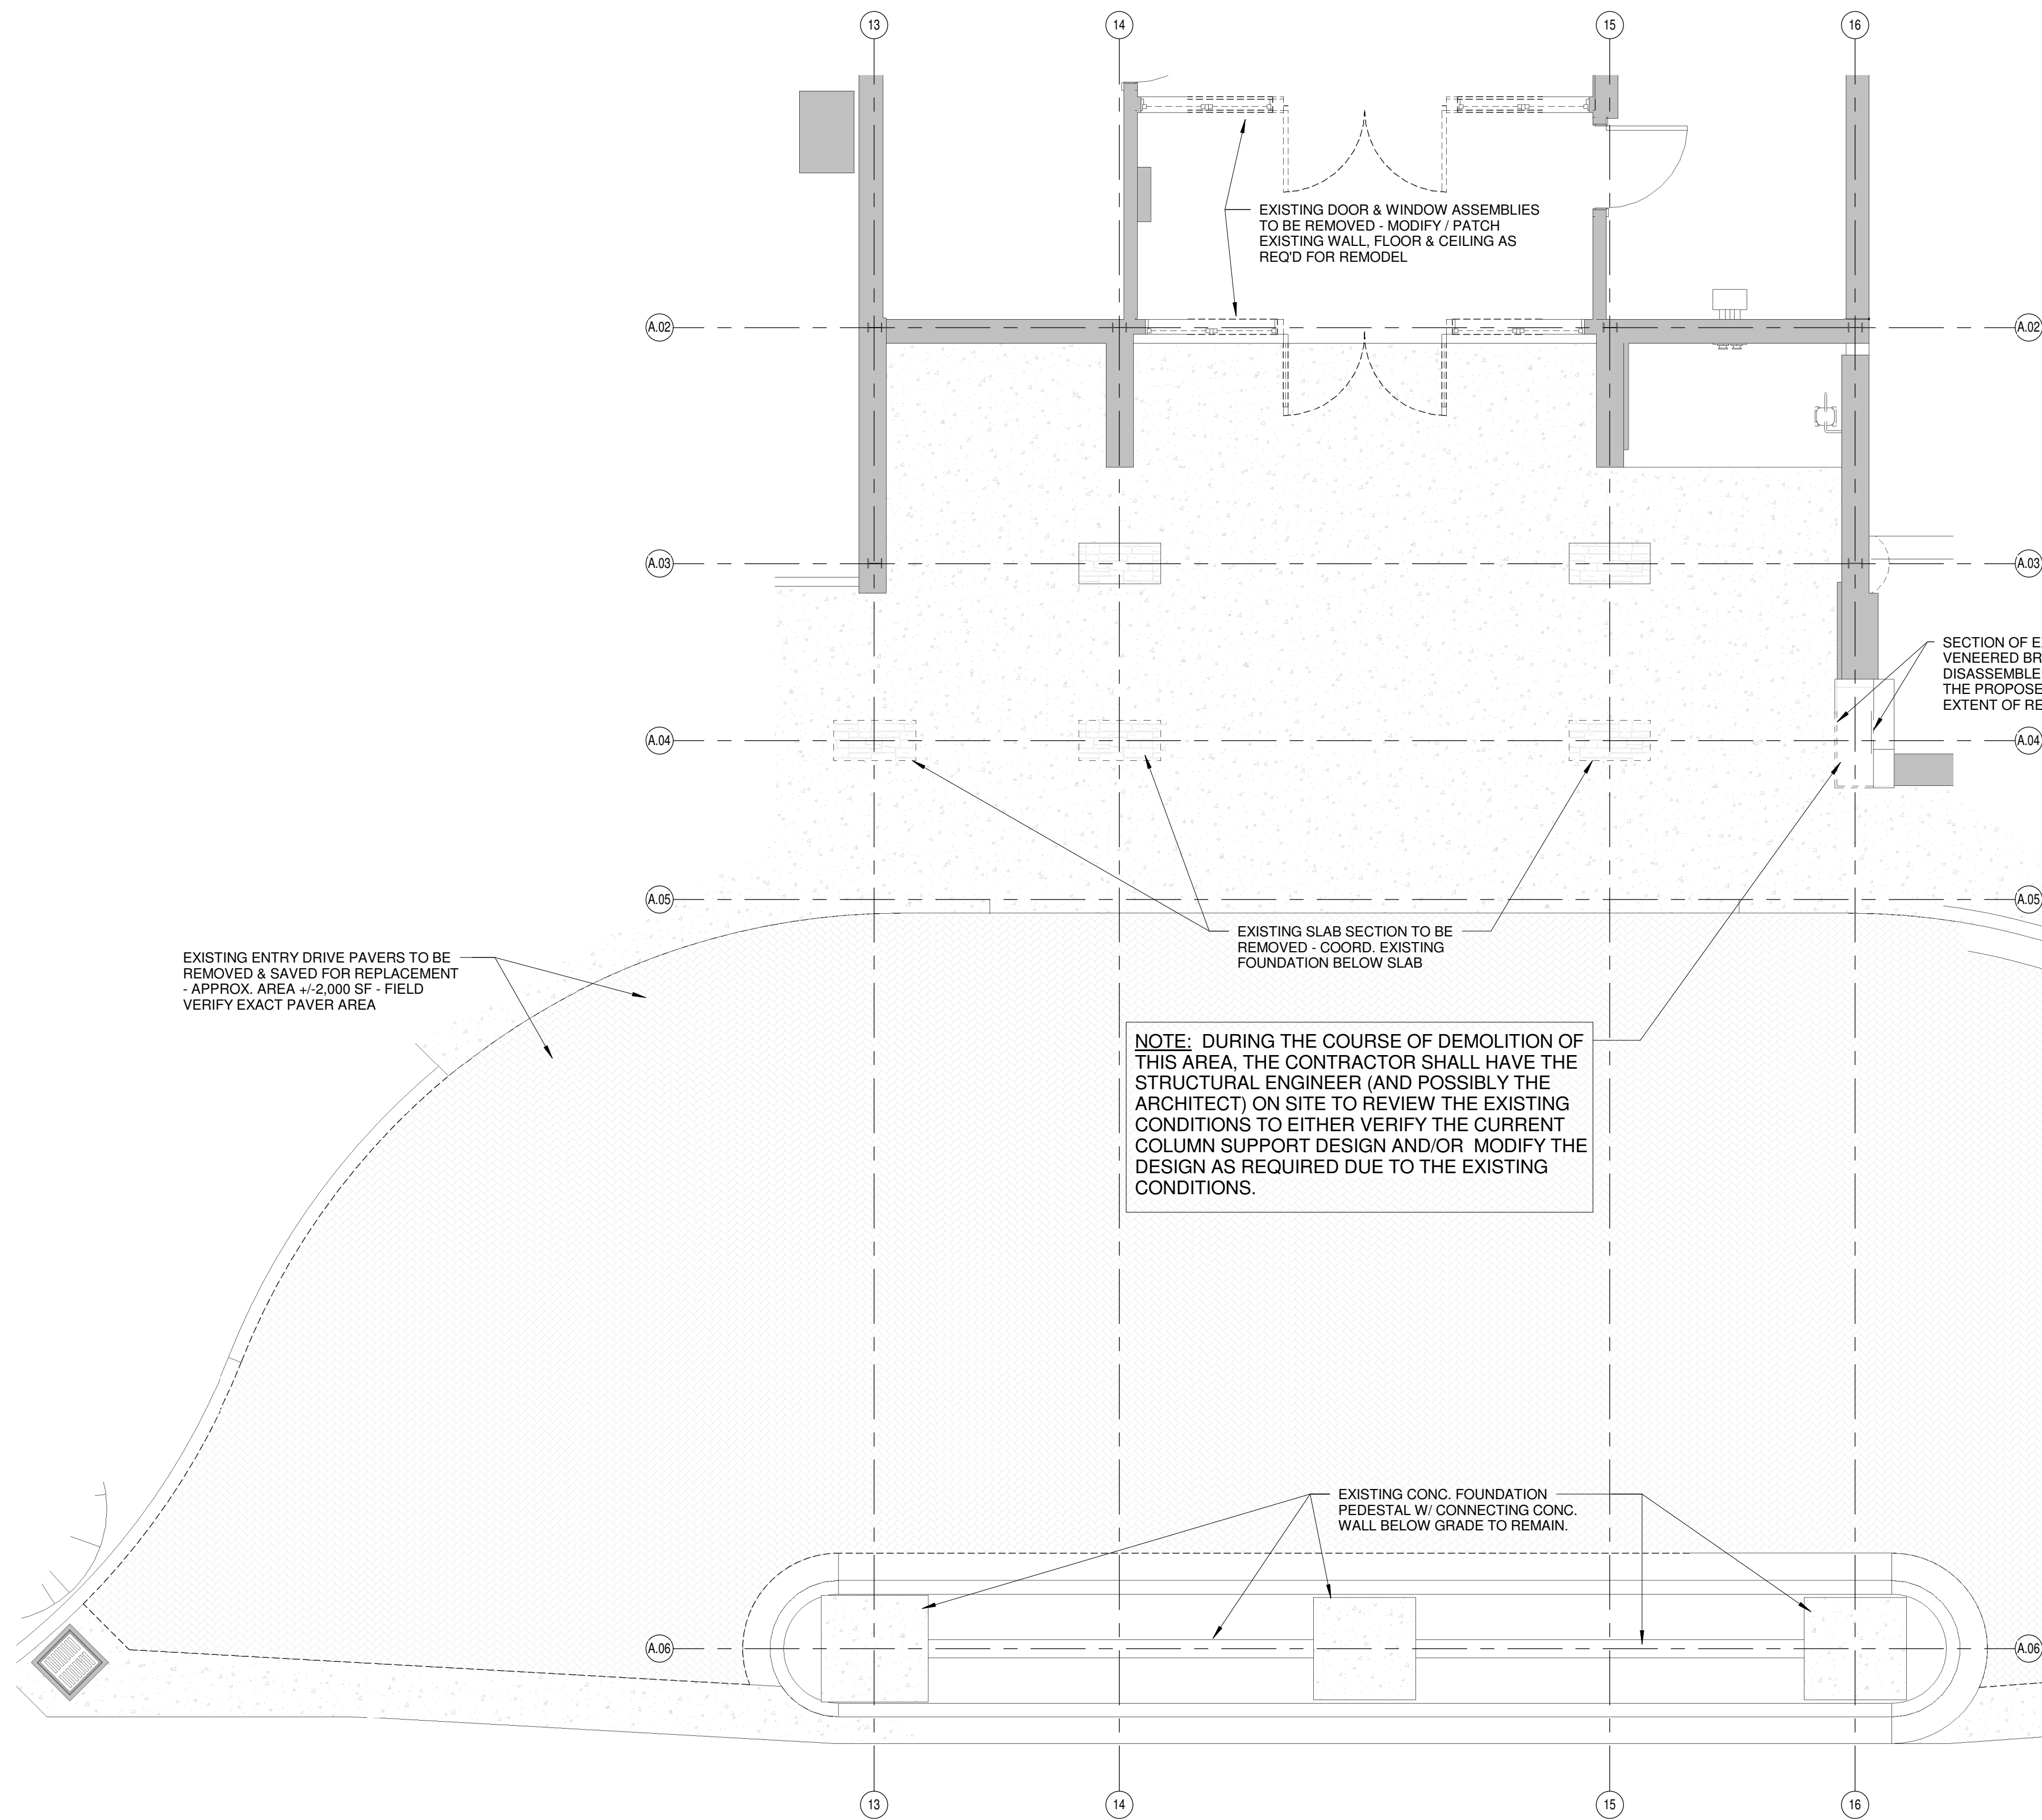 13
14
15
16
EXISTING DOOR & WINDOW ASSEMBLIES
TO BE REMOVED - MODIFY / PATCH
EXISTING WALL, FLOOR & CEILING AS
REQ'D FOR REMODEL
A.02
A.02
A.03
A.03
SECTION OF E
VENEERED BR
DISASSEMBLE
THE PROPOSE
EXTENT OF RE
A.04
A.04
A.05
A.05
EXISTING SLAB SECTION TO BE
REMOVED - COORD. EXISTING
FOUNDATION BELOW SLAB
EXISTING ENTRY DRIVE PAVERS TO BE
REMOVED & SAVED FOR REPLACEMENT
- APPROX. AREA +/-2,000 SF - FIELD
VERIFY EXACT PAVER AREA
NOTE: DURING THE COURSE OF DEMOLITION OF
THIS AREA, THE CONTRACTOR SHALL HAVE THE
STRUCTURAL ENGINEER (AND POSSIBLY THE
ARCHITECT) ON SITE TO REVIEW THE EXISTING
CONDITIONS TO EITHER VERIFY THE CURRENT
COLUMN SUPPORT DESIGN AND/OR MODIFY THE
DESIGN AS REQUIRED DUE TO THE EXISTING
CONDITIONS.
EXISTING CONC. FOUNDATION
PEDESTAL W/ CONNECTING CONC.
WALL BELOW GRADE TO REMAIN.
A.06
A.06
13
14
15
16